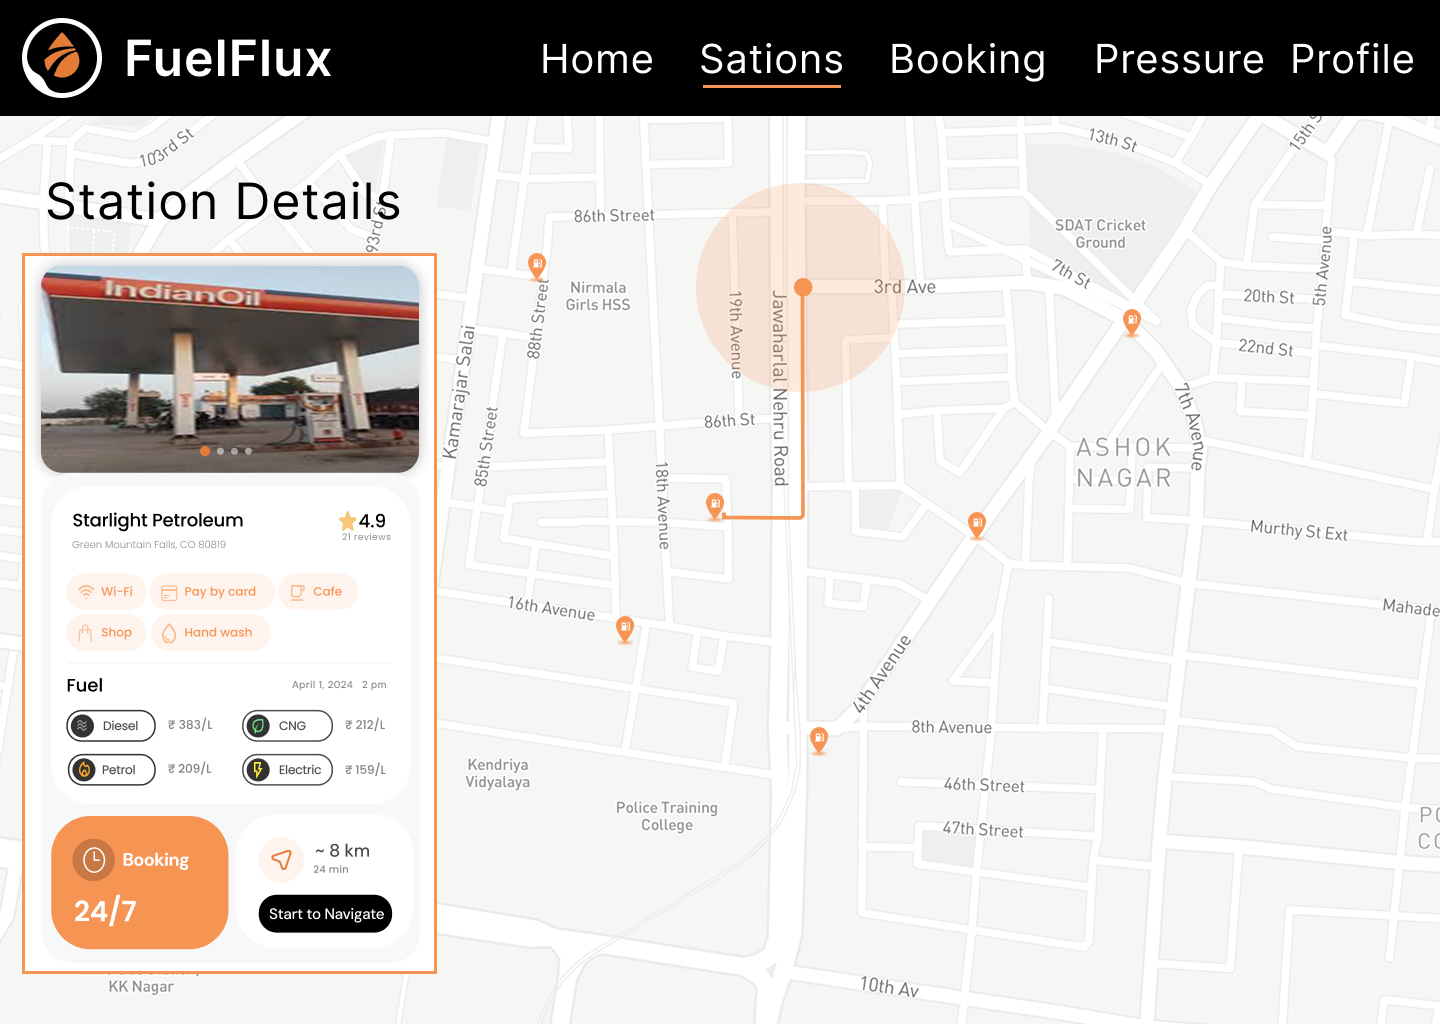 FuelFlux
Home Sations Booking Pressure Profile
Station Details
IndianOil
Starlight Petroleum
4.9
Green Mountain Falls, CO 80819
21 reviews
Wi-Fi
Pay by card
Cafe
Shop
Hand wash
Fuel
April 1, 2024 2 pm
Diesel
₹ 383/L
CNG
₹ 212/L
Petrol
₹ 209/L
Electric
₹ 159/L
Booking
24/7
~ 8 km
24 min
Start to Navigate
KK Nagar
103rd St
93rd St
86th Street
88th Street
Nirmala
Girls HSS
Kamarajar Salai
85th Street
19th Avenue
Jawaharlal Nehru Road
3rd Ave
86th St
18th Avenue
16th Avenue
13th St
15th S
SDAT Cricket
Ground
7th St
5th Avenue
20th St
22nd St
7th Avenue
ASHOK
NAGAR
Murthy St Ext
Mahade
4th Avenue
8th Avenue
46th Street
47th Street
Kendriya
Vidyalaya
Police Training
College
PO
CO
10th Av